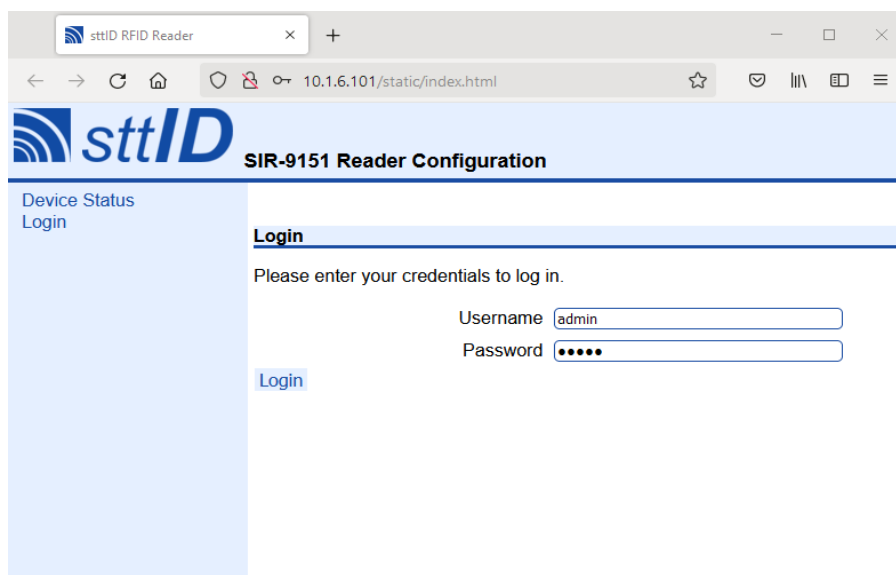 sttID RFID Reader
10.1.6.101/static/index.html
sttID
SIR-9151 Reader Configuration
Device Status
Login
Login
Please enter your credentials to log in.
Username admin
Password •••••
Login